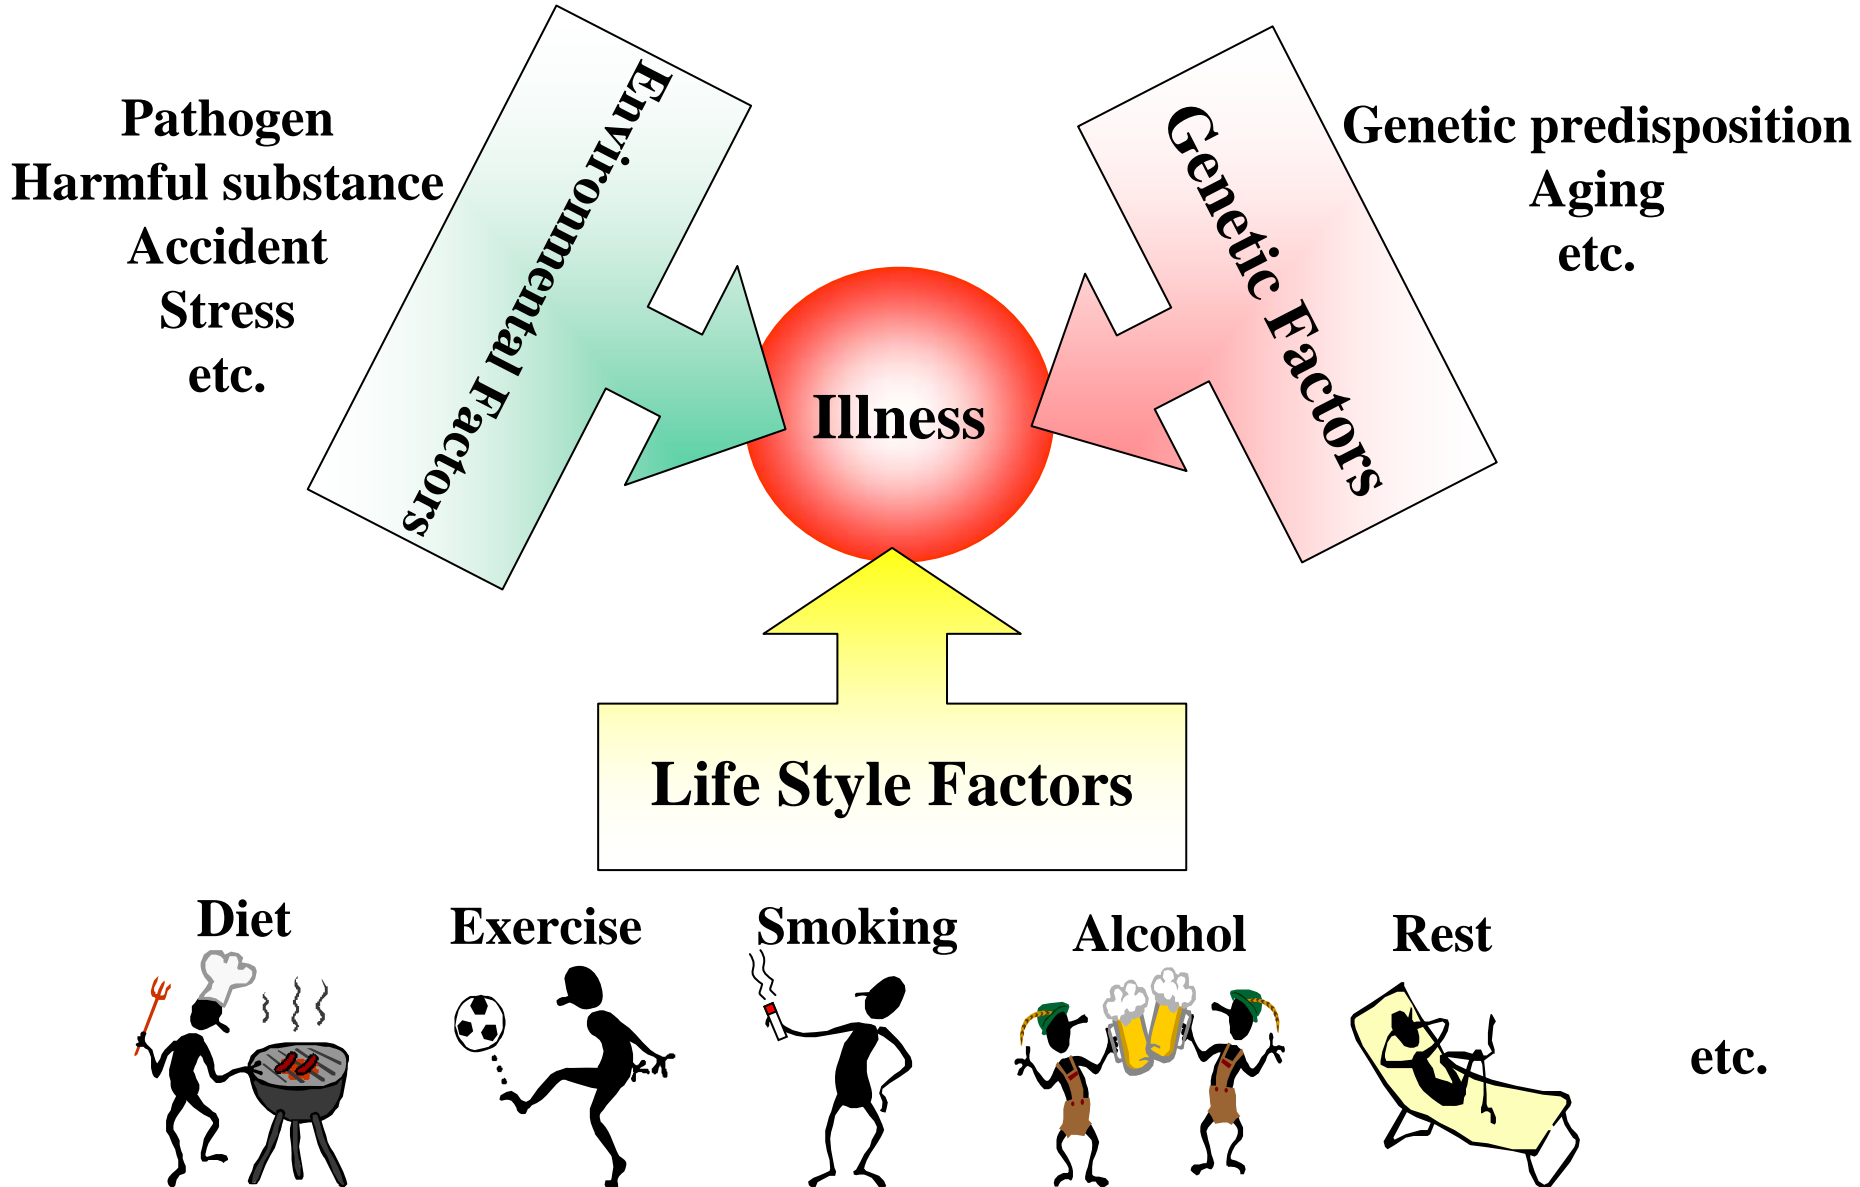 Pathogen
Harmful substance
Accident
Stress
etc.
Environmental Factors
Genetic Factors
Genetic predisposition
Aging
etc.
Illness
Life Style Factors
Diet
Exercise
Smoking
Alcohol
Rest
etc.